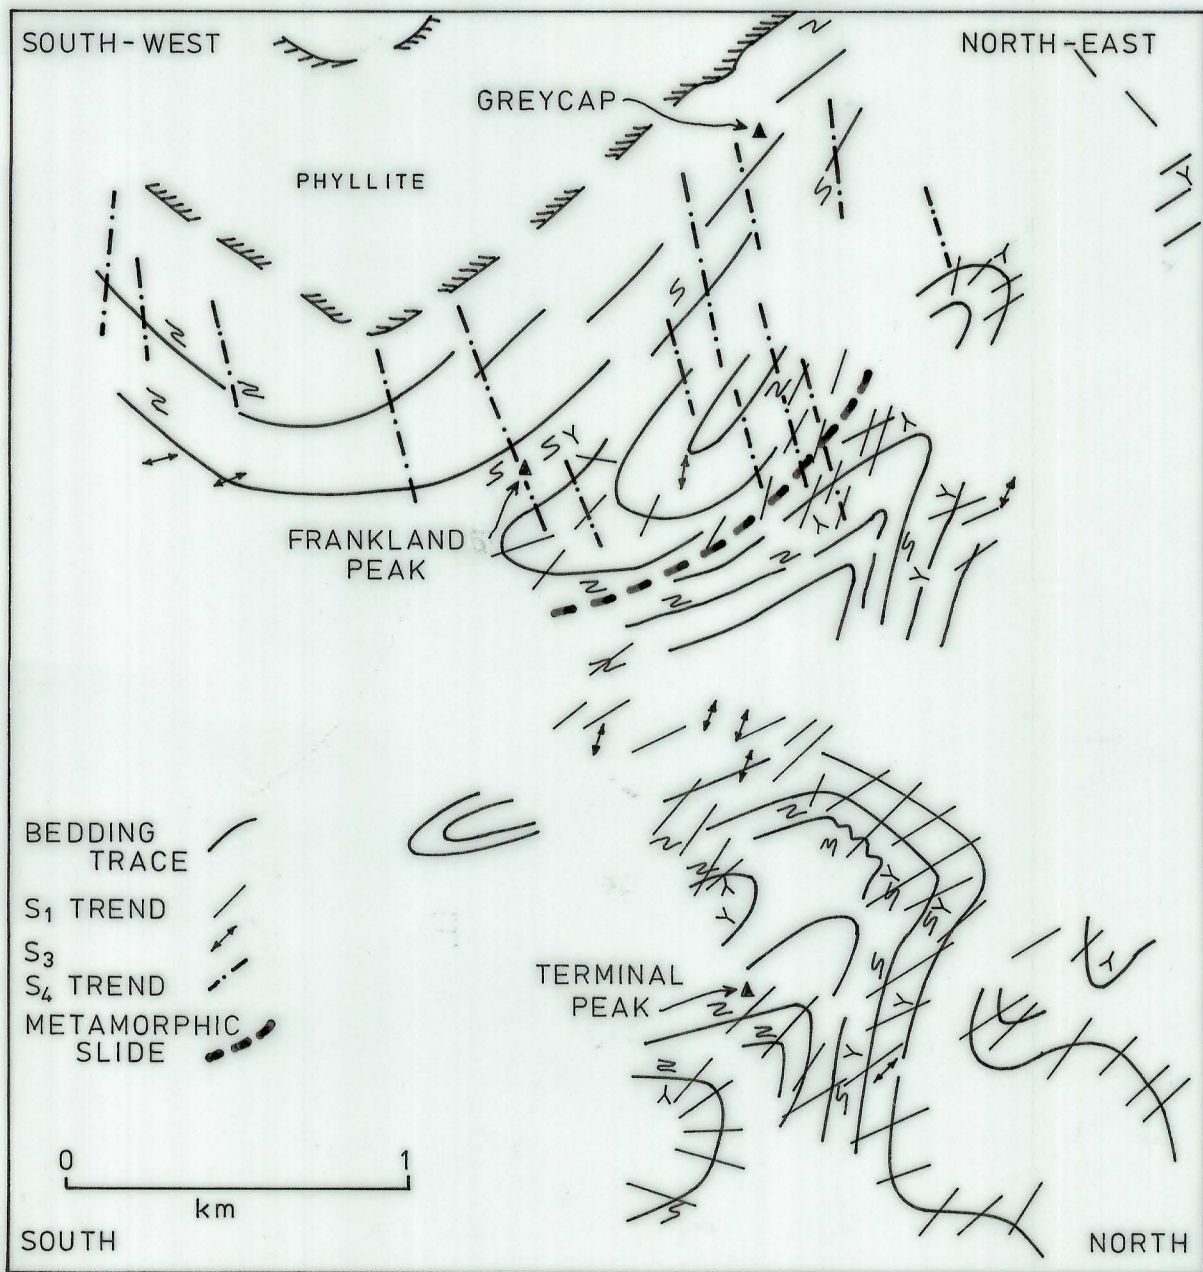 SOUTH-WEST
NORTH-EAST
GREYCAP
PHYLLITE
FRANKLAND
PEAK
BEDDING
TRACE
S₁ TREND
S₃
S₄ TREND
METAMORPHIC
SLIDE
TERMINAL
PEAK
0 1
km
SOUTH
NORTH